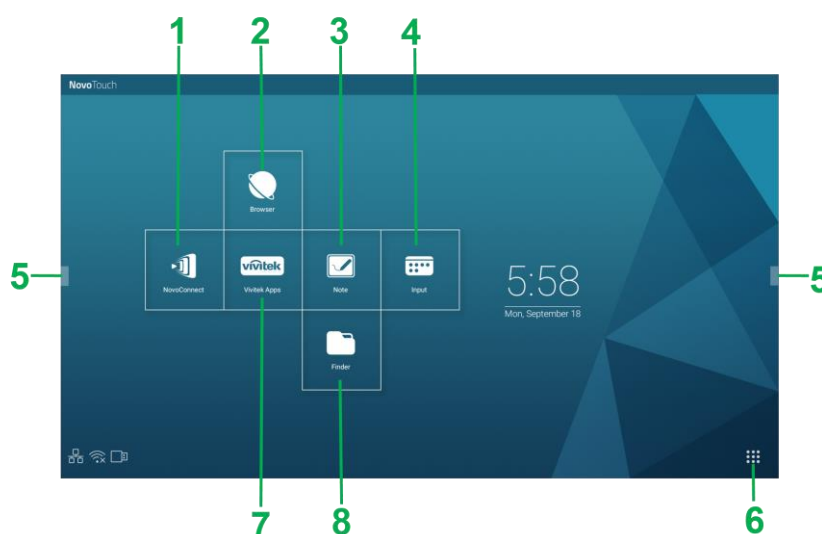 1 2 3 4
NovoTouch
Browser
5 5
vivitek
NovoConnect Vivitek Apps Note Input
5:58
Mon, September 18
Finder
7 8 6